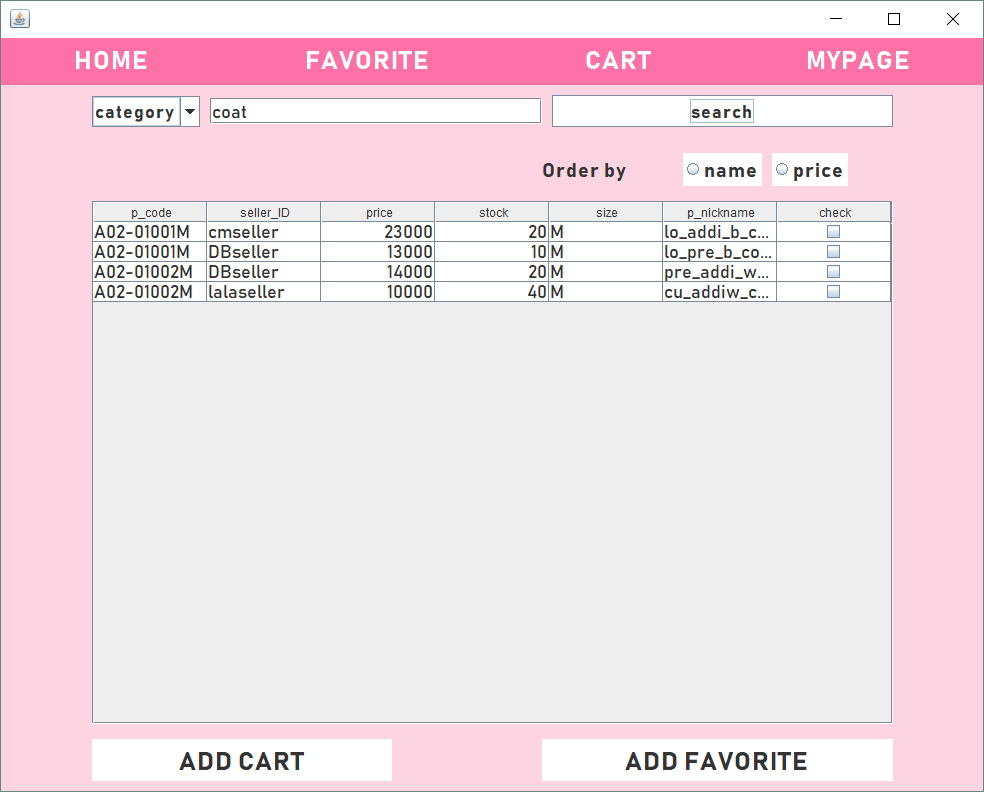 HOME FAVORITE CART MYPAGE
category coat search
Order by name price
p_code seller_ID price stock size p_nickname check
A02-01001M cmseller 23000 20 M lo_addi_b_c...
A02-01001M DBseller 13000 10 M lo_pre_b_co...
A02-01002M DBseller 14000 20 M pre_addi_w...
A02-01002M lalaseller 10000 40 M cu_addiw_c...
ADD CART ADD FAVORITE